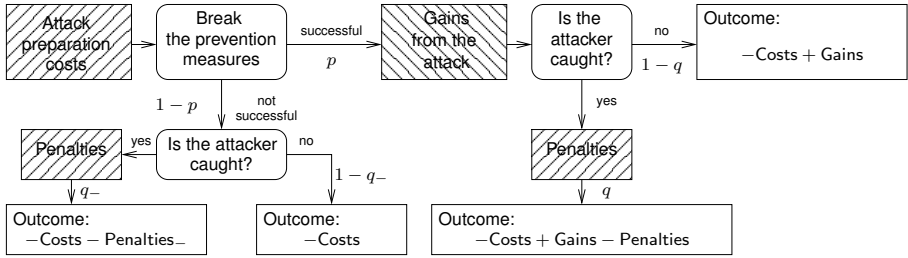 Attack
preparation
costs
Break
the prevention
measures
successful
p
Gains
from the
attack
Is the
attacker
caught?
no
1 − q
Outcome:
−Costs + Gains
1 − p
not
successful
yes
Penalties
yes
Is the attacker
caught?
no
Penalties
q−
1 − q−
q
Outcome:
−Costs − Penalties−
Outcome:
−Costs
Outcome:
−Costs + Gains − Penalties